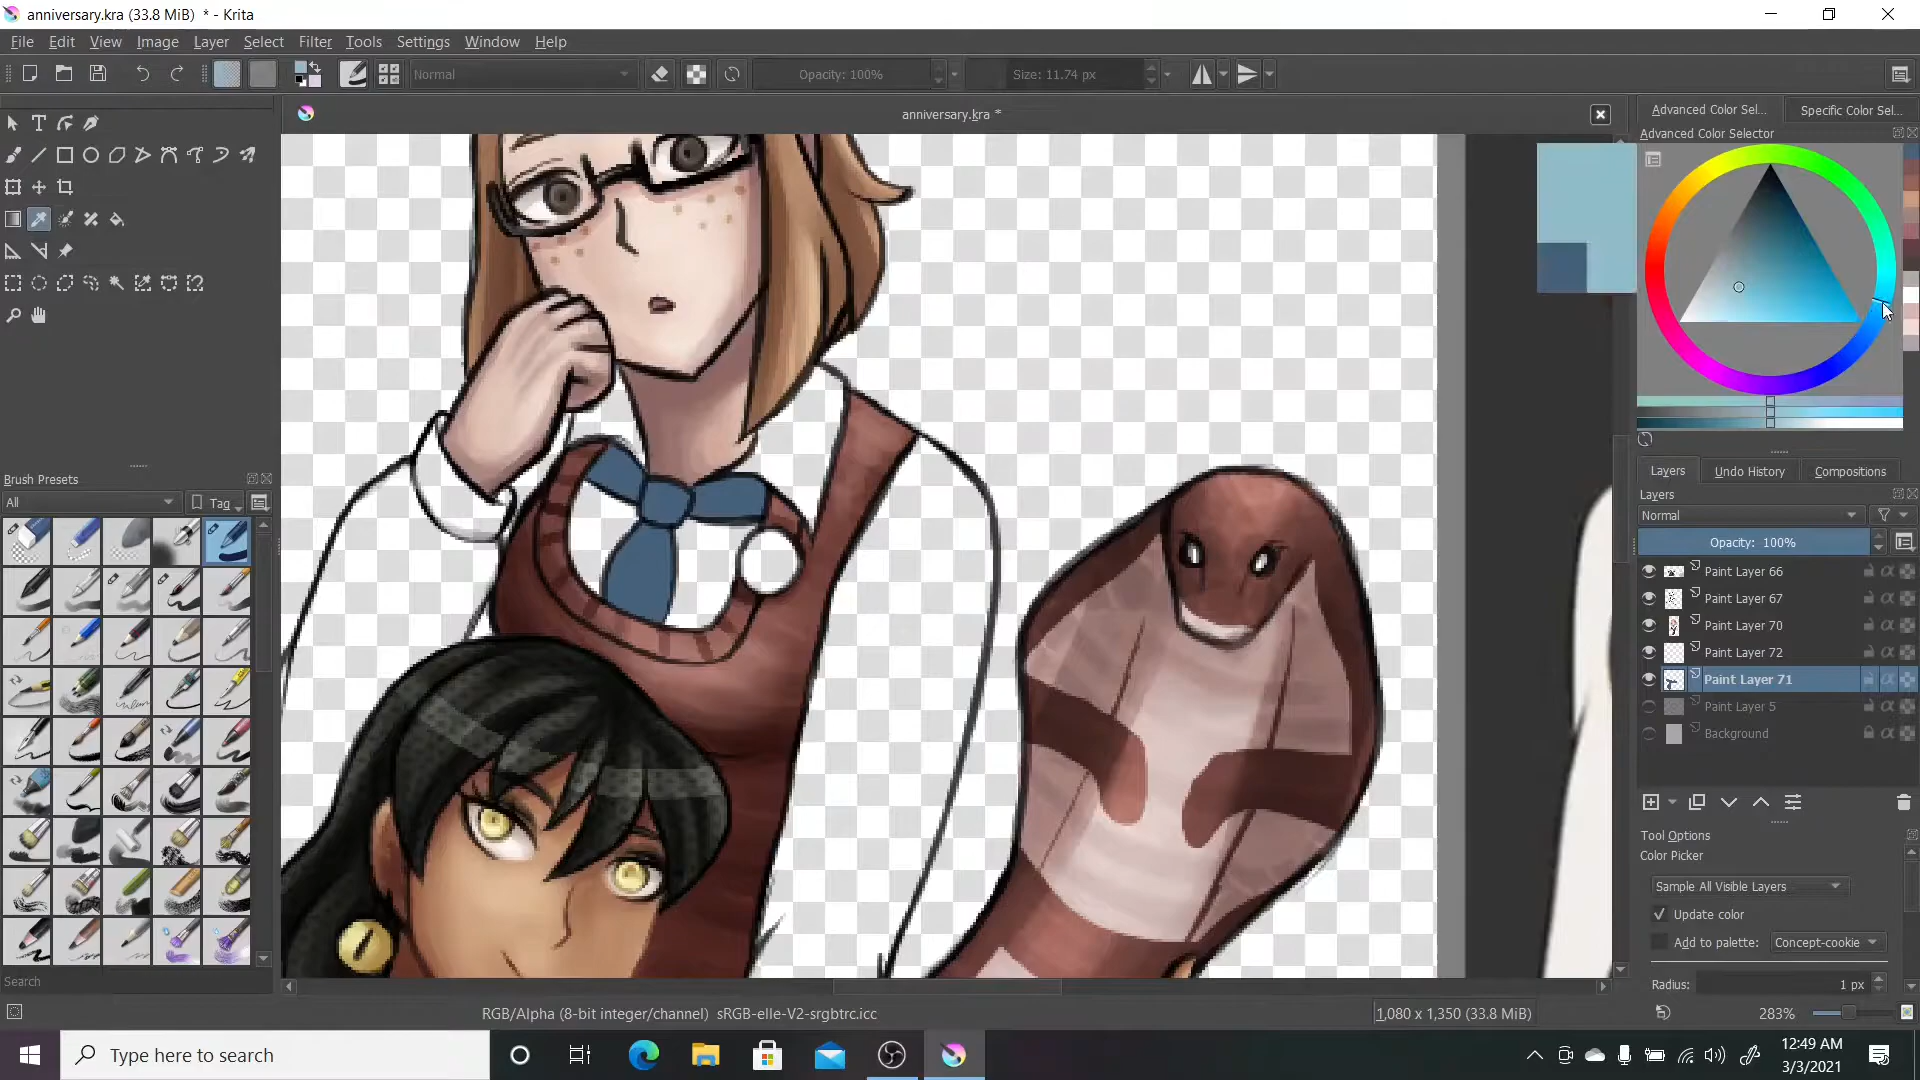 anniversary.kra (33.8 MiB) * - Krita
File Edit View Image Layer Select Filter Tools Settings Window Help
Normal Opacity: 100% Size: 11.74 px
anniversary.kra *
Advanced Color Sel... Specific Color Sel...
Advanced Color Selector
Brush Presets
All Tag
Layers Undo History Compositions
Layers
Normal
Opacity: 100%
Paint Layer 66
Paint Layer 67
Paint Layer 70
Paint Layer 72
Paint Layer 71
Paint Layer 5
Background
Tool Options
Color Picker
Sample All Visible Layers
Update color
Add to palette: Concept-cookie
Radius: 1 px
Search
RGB/Alpha (8-bit integer/channel) sRGB-elle-V2-srgbtrc.icc
1,080 x 1,350 (33.8 MiB)
283%
Type here to search
12:49 AM
3/3/2021